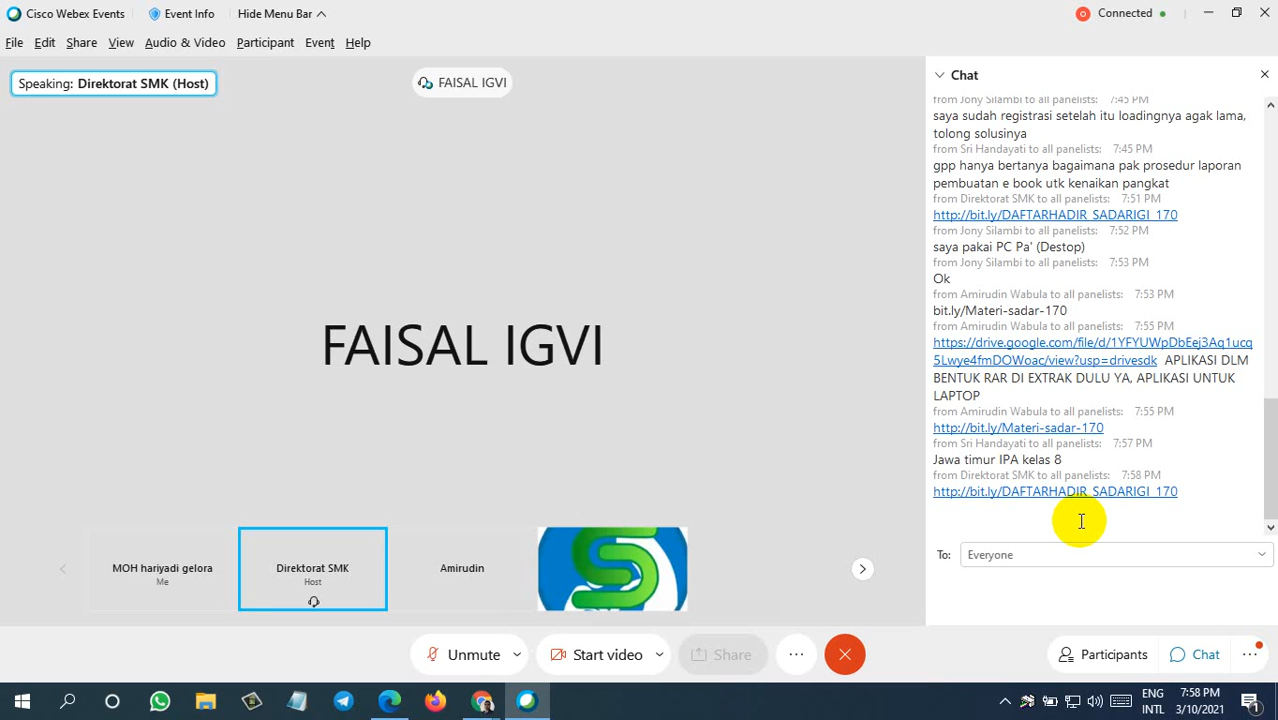 Cisco Webex Events
Event Info
Hide Menu Bar
Connected
File Edit Share View Audio & Video Participant Event Help
Speaking: Direktorat SMK (Host)
FAISAL IGVI
FAISAL IGVI
MOH hariyadi gelora
Me
Direktorat SMK
Host
Amirudin
Chat
from Jony Silambi to all panelists: 7:45 PM
saya sudah registrasi setelah itu loadingnya agak lama,
tolong solusinya
from Sri Handayati to all panelists: 7:45 PM
gpp hanya bertanya bagaimana pak prosedur laporan
pembuatan e book utk kenaikan pangkat
from Direktorat SMK to all panelists: 7:51 PM
http://bit.ly/DAFTARHADIR_SADARIGI_170
from Jony Silambi to all panelists: 7:52 PM
saya pakai PC Pa' (Destop)
from Jony Silambi to all panelists: 7:53 PM
Ok
from Amirudin Wabula to all panelists: 7:53 PM
bit.ly/Materi-sadar-170
from Amirudin Wabula to all panelists: 7:55 PM
https://drive.google.com/file/d/1YFYUWpDbEej3Aq1ucq
5Lwye4fmDOWoac/view?usp=drivesdk APLIKASI DLM
BENTUK RAR DI EXTRAK DULU YA, APLIKASI UNTUK
LAPTOP
from Amirudin Wabula to all panelists: 7:55 PM
http://bit.ly/Materi-sadar-170
from Sri Handayati to all panelists: 7:57 PM
Jawa timur IPA kelas 8
from Direktorat SMK to all panelists: 7:58 PM
http://bit.ly/DAFTARHADIR_SADARIGI_170
To: Everyone
Unmute
Start video
Share
Participants
Chat
ENG
INTL
7:58 PM
3/10/2021
1